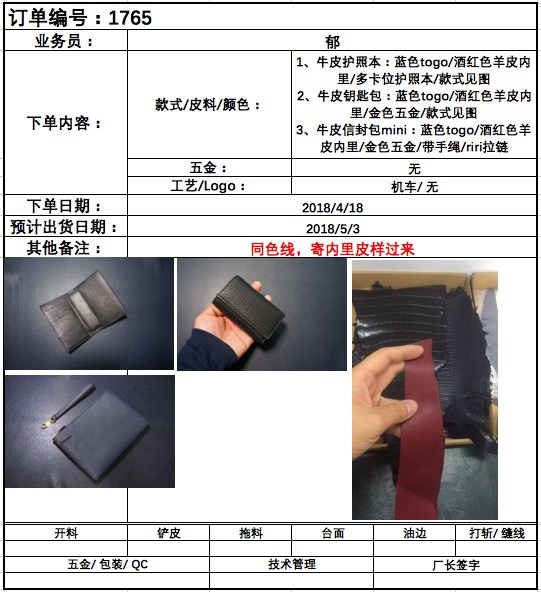 订单编号：1765
业务员：
郁
下单内容：
款式/皮料/颜色：
1、牛皮护照本：蓝色togo/酒红色羊皮内
里/多卡位护照本/款式见图
2、牛皮钥匙包：蓝色togo/酒红色羊皮内
里/金色五金/款式见图
3、牛皮信封包mini：蓝色togo/酒红色羊
皮内里/金色五金/带手绳/riri拉链
五金：
无
工艺/Logo：
机车/ 无
下单日期：
2018/4/18
预计出货日期：
2018/5/3
其他备注：
同色线，寄内里皮样过来
开料
铲皮
拖料
台面
油边
打斩/ 缝线
五金/ 包装/ QC
技术管理
厂长签字